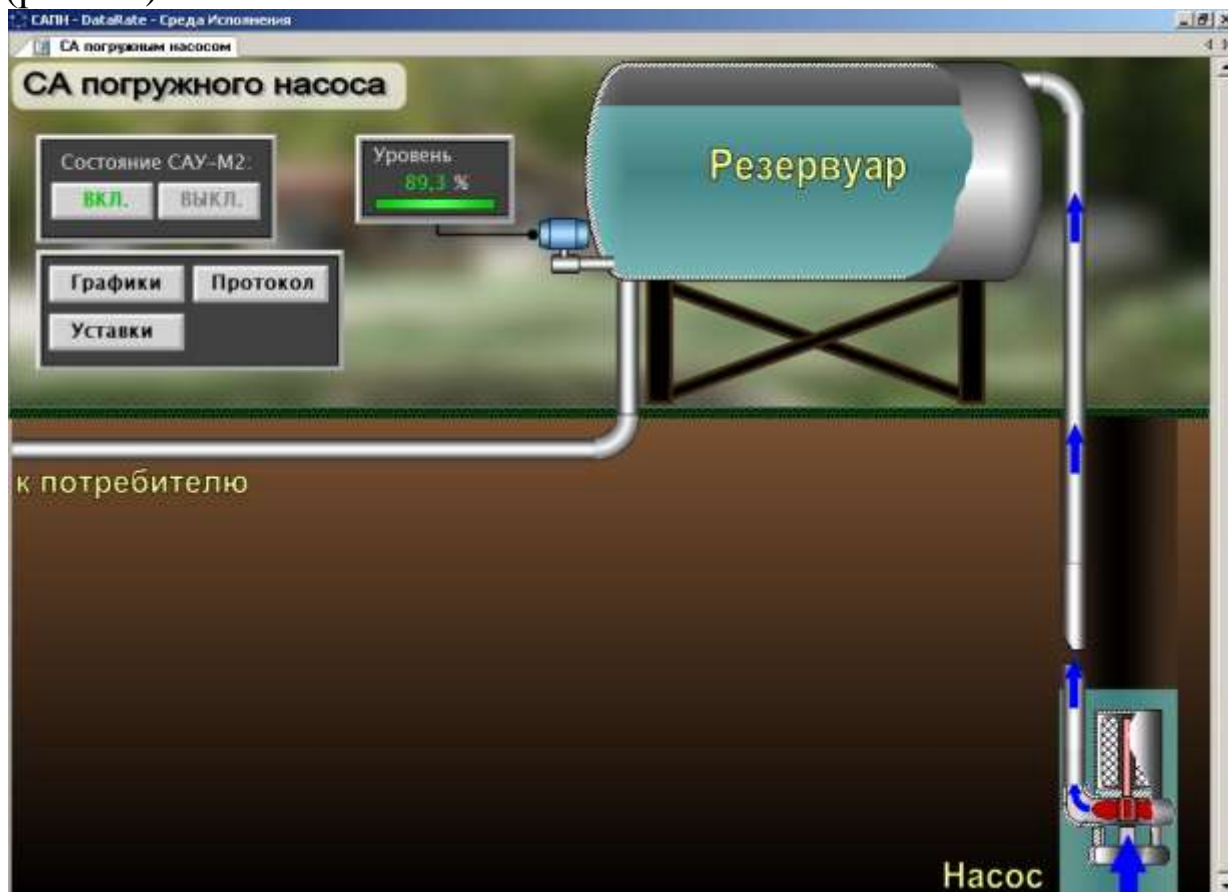 САПН - DataRate - Среда Исполнения
СА погружным насосом
СА погружного насоса
Состояние САУ-М2:
ВКЛ. ВЫКЛ.
Уровень
89,3 %
Резервуар
Графики Протокол
Уставки
к потребителю
Насос